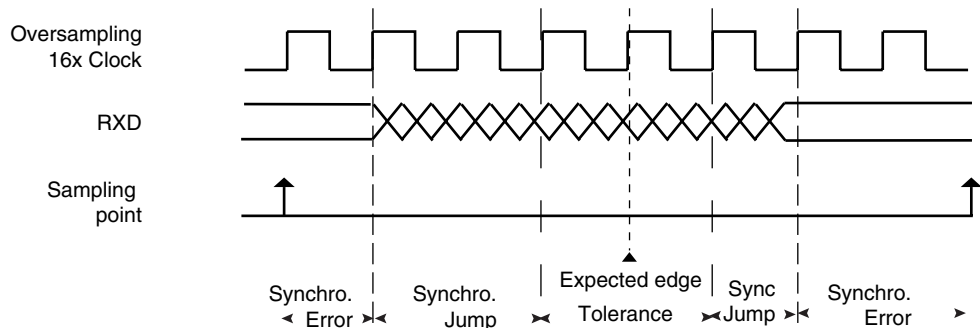 Oversampling
16x Clock
RXD
Sampling
point
Expected edge
Synchro.
Error
Synchro.
Jump
Tolerance
Sync
Jump
Synchro.
Error